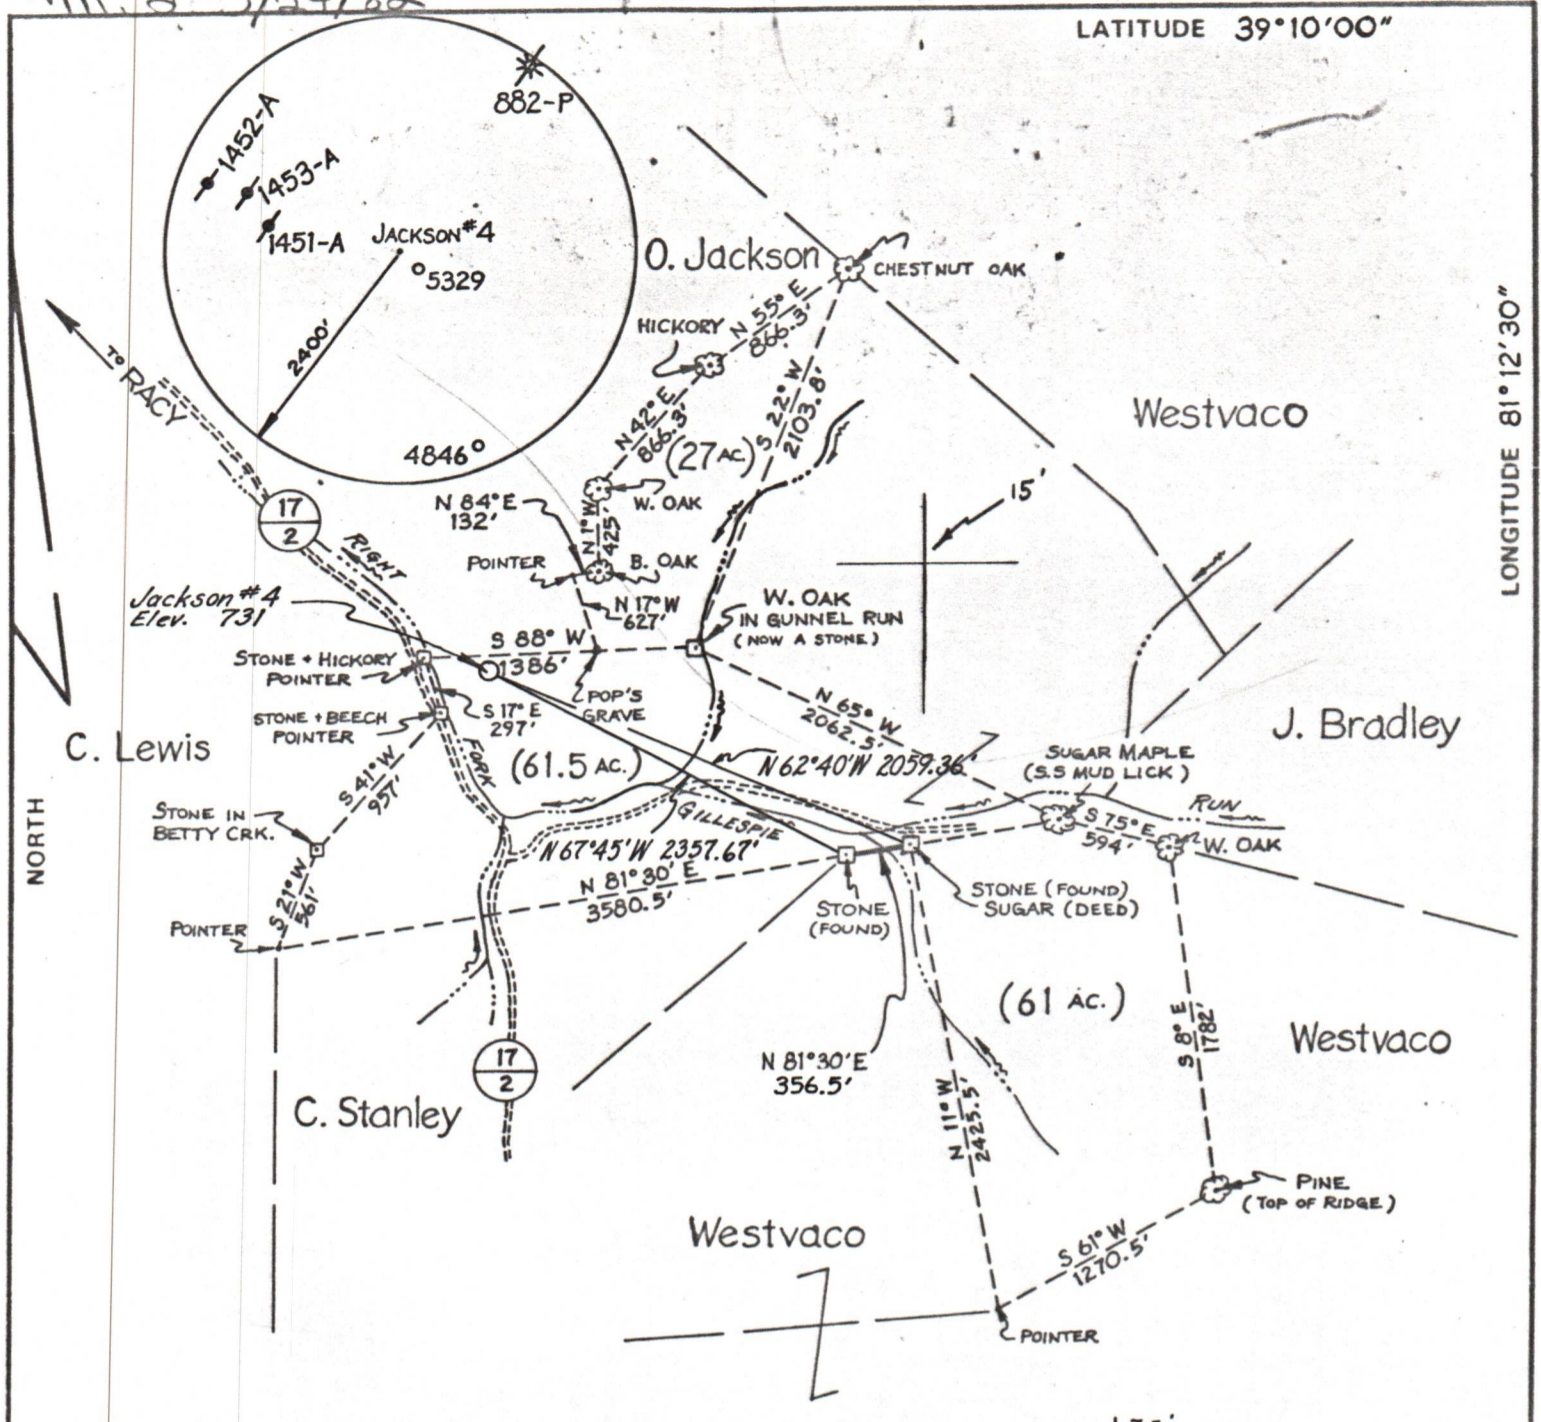 LATITUDE 39°10'00"
882-P
1452-A
1453-A
1451-A
JACKSON #4
5329
2400'
4846
O. Jackson
CHESTNUT OAK
HICKORY
N 55° E
866.3'
N 42° E
866.3'
(27 AC.)
S 22° W
2103.8'
Westvaco
LONGITUDE 81°12'30"
TO RACY
17
2
RIGHT
N 84° E
132'
W. OAK
N 1° W
425'
POINTER
B. OAK
15'
Jackson #4
Elev. 731
N 17° W
627'
W. OAK
IN GUNNEL RUN
(NOW A STONE)
S 88° W
1386'
STONE + HICKORY
POINTER
POP'S
GRAVE
S 17° E
297'
STONE + BEECH
POINTER
C. Lewis
FORK
(61.5 AC.)
N 65° W
2062.5'
N 62°40' W 2059.36'
SUGAR MAPLE
(S.S MUD LICK)
J. Bradley
S 41° W
957'
STONE IN
BETTY CRK.
NORTH
GILLESPIE
RUN
S 75° E
594'
W. OAK
N 67°45' W 2357.67'
N 81°30' E
3580.5'
S 21° W
561'
POINTER
STONE
(FOUND)
STONE (FOUND)
SUGAR (DEED)
(61 AC.)
N 81°30' E
356.5'
S 8° E
1782'
Westvaco
17
2
C. Stanley
N 11° W
2425.5'
PINE
(TOP OF RIDGE)
Westvaco
S 61° W
1270.5'
POINTER